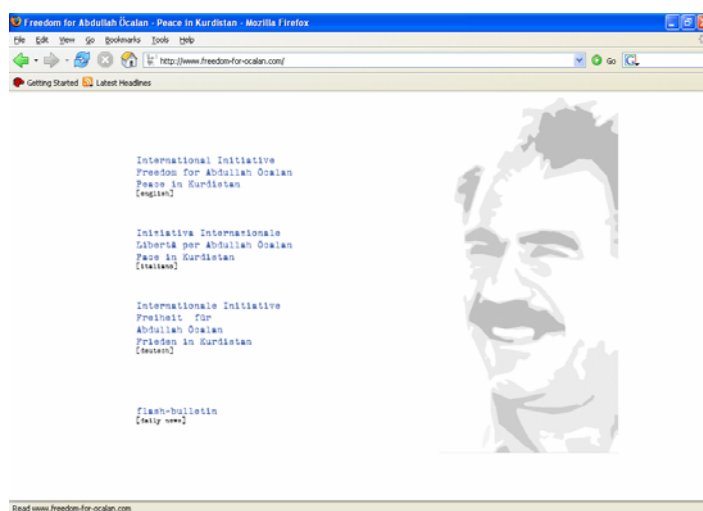 Freedom for Abdullah Öcalan - Peace in Kurdistan - Mozilla Firefox
File Edit View Go Bookmarks Tools Help
http://www.freedom-for-ocalan.com/ Go
Getting Started Latest Headlines
International Initiative
Freedom for Abdullah Öcalan
Peace in Kurdistan
[english]
Iniziativa Internazionale
Libertà per Abdullah Öcalan
Pace in Kurdistan
[italiano]
Internationale Initiative
Freiheit für
Abdullah Öcalan
Frieden in Kurdistan
[deutsch]
flash-bulletin
[daily news]
Read www.freedom-for-ocalan.com